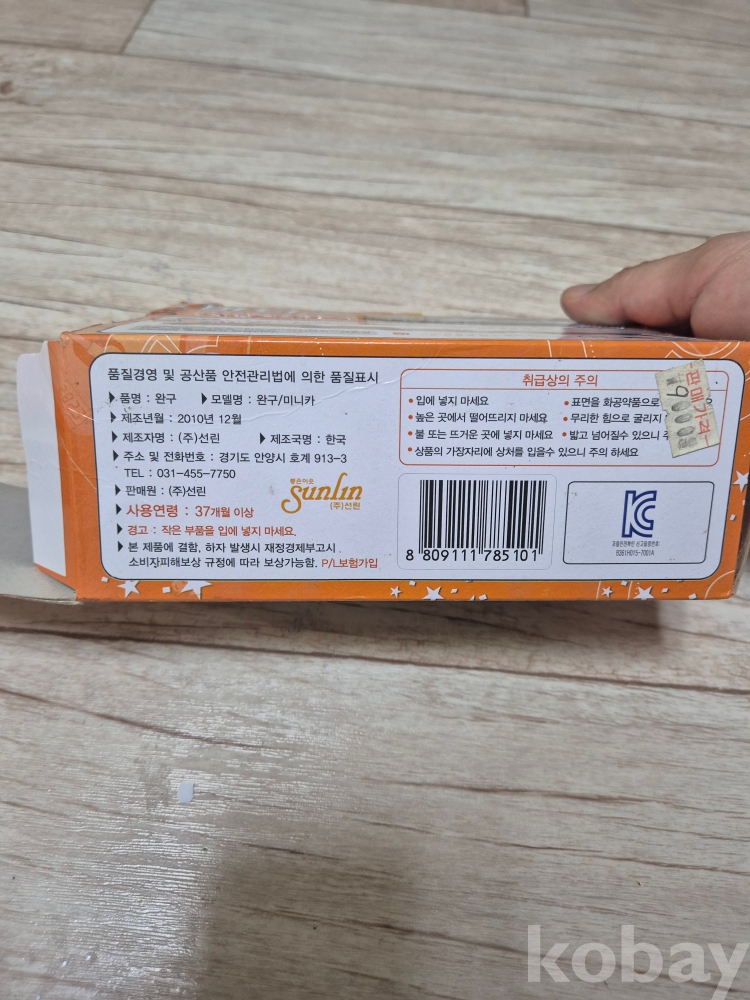 품질경영 및 공산품 안전관리법에 의한 품질표시
품명 : 완구 모델명 : 완구/미니카
제조년월 : 2010년 12월
제조자명 : (주)선린 제조국명 : 한국
주소 및 전화번호 : 경기도 안양시 호계 913-3
TEL : 031-455-7750
판매원 : (주)선린
사용연령 : 37개월 이상
경고 : 작은 부품을 입에 넣지 마세요.
본 제품에 결함, 하자 발생시 재정경제부고시
소비자피해보상 규정에 따라 보상가능함. P/L보험가입
Sunlin
(주)선린
취급상의 주의
• 입에 넣지 마세요 • 표면을 화공약품으로 요
• 높은 곳에서 떨어뜨리지 마세요 • 무리한 힘으로 굴리지
• 불 또는 뜨거운 곳에 넣지 마세요 • 밟고 넘어질수 있으니 주
• 상품의 가장자리에 상처를 입을수 있으니 주의 하세요
판매가격
₩9000
8 809111 785101
KC
B361H015-7001A
kobay